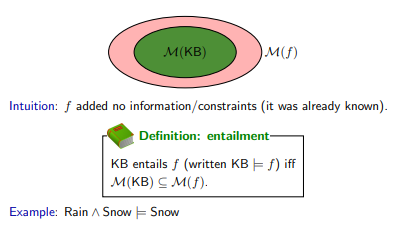 M(KB) M(f)
Intuition: f added no information/constraints (it was already known).
Definition: entailment
KB entails f (written KB ⊨ f) iff
M(KB) ⊆ M(f).
Example: Rain ∧ Snow ⊨ Snow